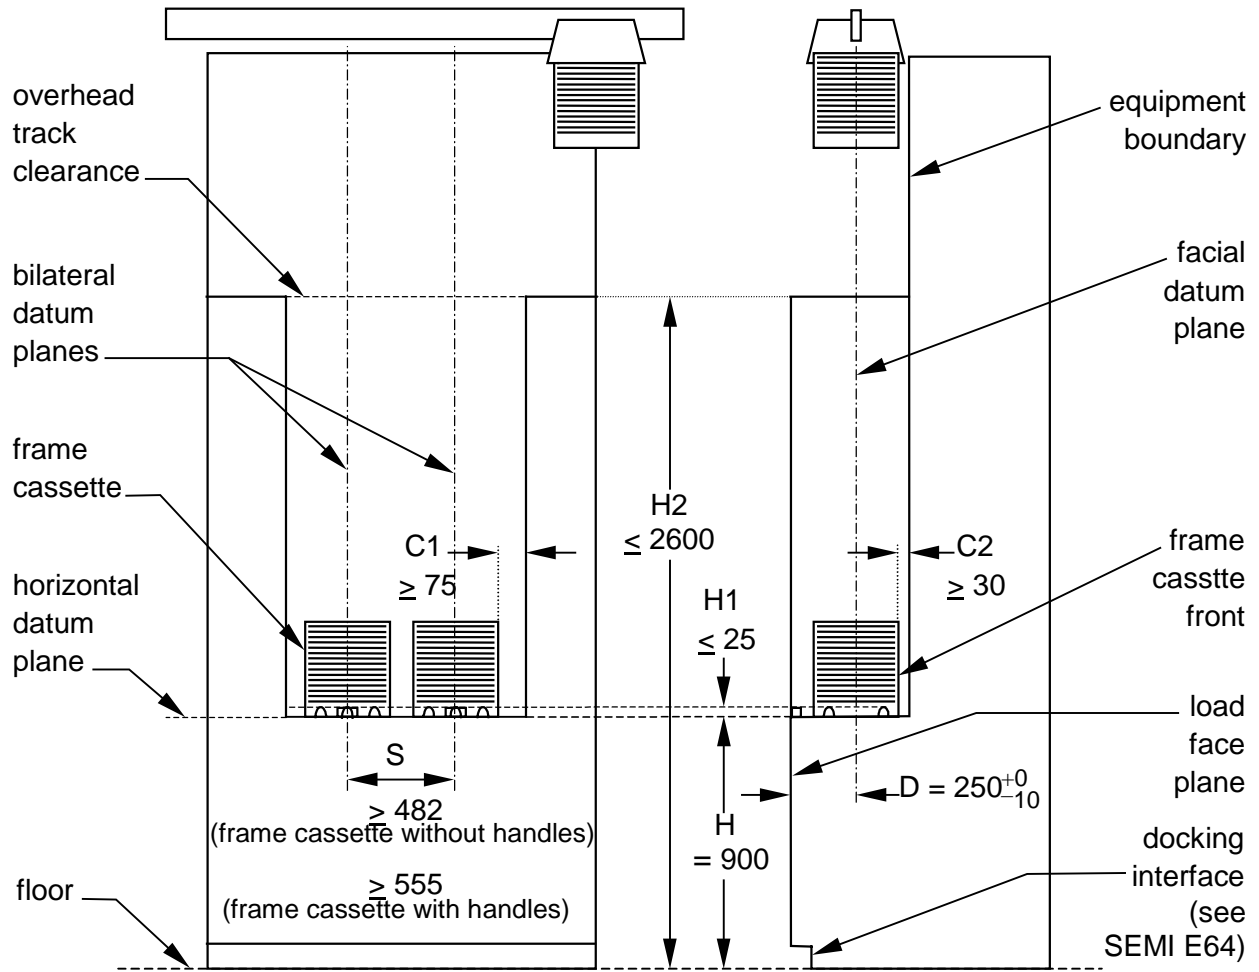 overhead
track
clearance
bilateral
datum
planes
frame
cassette
horizontal
datum
plane
floor
C1
≥ 75
S
≥ 482
(frame cassette without handles)
≥ 555
(frame cassette with handles)
H2
≤ 2600
H1
≤ 25
H
= 900
equipment
boundary
facial
datum
plane
C2
≥ 30
frame
casstte
front
load
face
plane
D = 250 +0 −10
docking
interface
(see
SEMI E64)